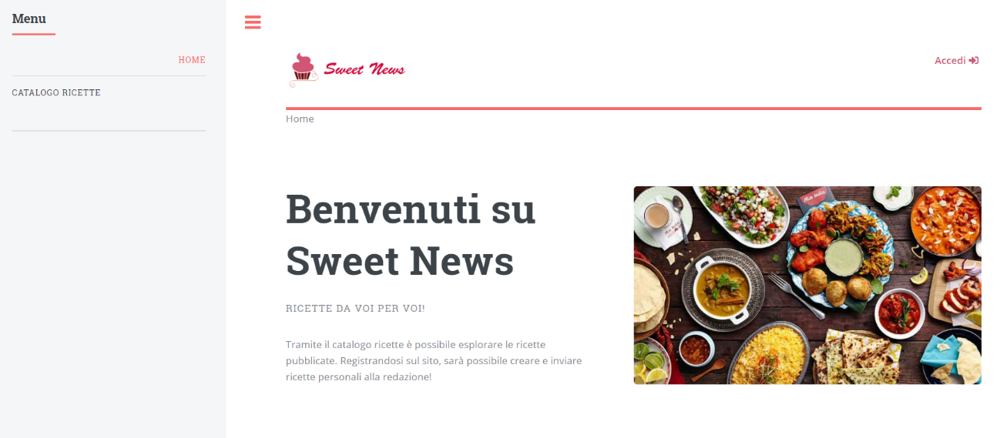 Menu
HOME
CATALOGO RICETTE
Sweet News
Accedi
Home
Benvenuti su
Sweet News
RICETTE DA VOI PER VOI!
Tramite il catalogo ricette è possibile esplorare le ricette
pubblicate. Registrandosi sul sito, sarà possibile creare e inviare
ricette personali alla redazione!